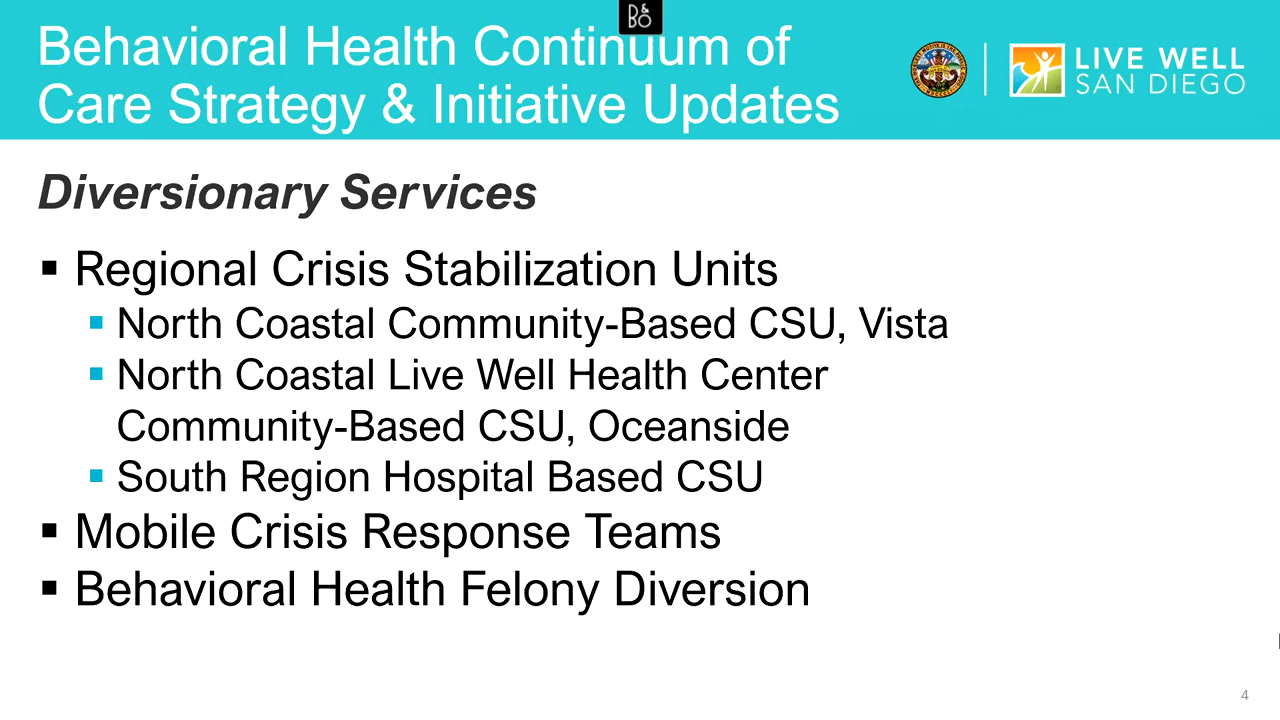 B&O
Behavioral Health Continuum of
Care Strategy & Initiative Updates
LIVE WELL
SAN DIEGO
Diversionary Services
▪ Regional Crisis Stabilization Units
▪ North Coastal Community-Based CSU, Vista
▪ North Coastal Live Well Health Center
Community-Based CSU, Oceanside
▪ South Region Hospital Based CSU
▪ Mobile Crisis Response Teams
▪ Behavioral Health Felony Diversion
4